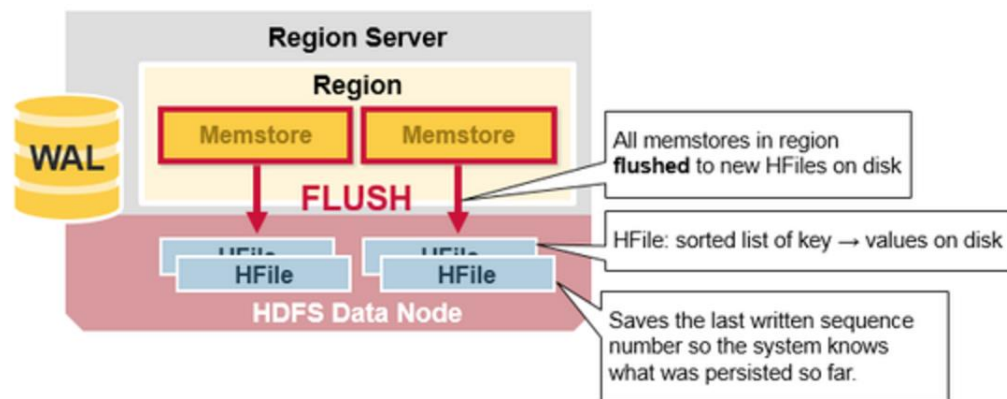 Region Server
Region
Memstore
Memstore
WAL
All memstores in region
flushed to new HFiles on disk
FLUSH
HFile
HFile
HFile: sorted list of key → values on disk
HFile
HFile
HDFS Data Node
Saves the last written sequence
number so the system knows
what was persisted so far.